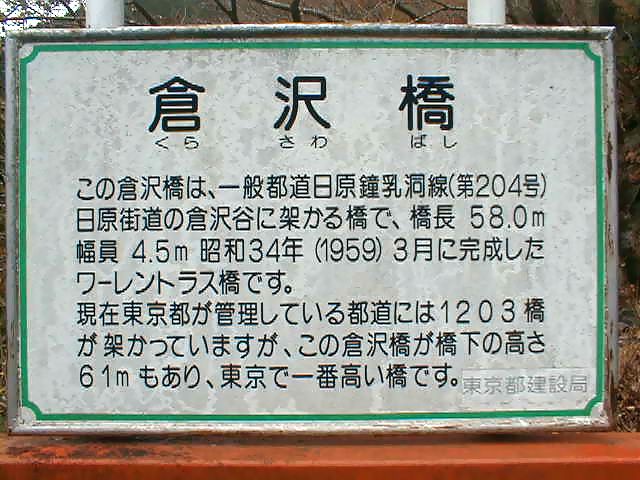 倉沢橋
くら さわ ばし
この倉沢橋は、一般都道日原鐘乳洞線(第204号)
日原街道の倉沢谷に架かる橋で、橋長 58.0m
幅員 4.5m 昭和34年 (1959) 3月に完成した
ワーレントラス橋です。
現在東京都が管理している都道には1203橋
が架かっていますが、この倉沢橋が橋下の高さ
61mもあり、東京で一番高い橋です。
東京都建設局